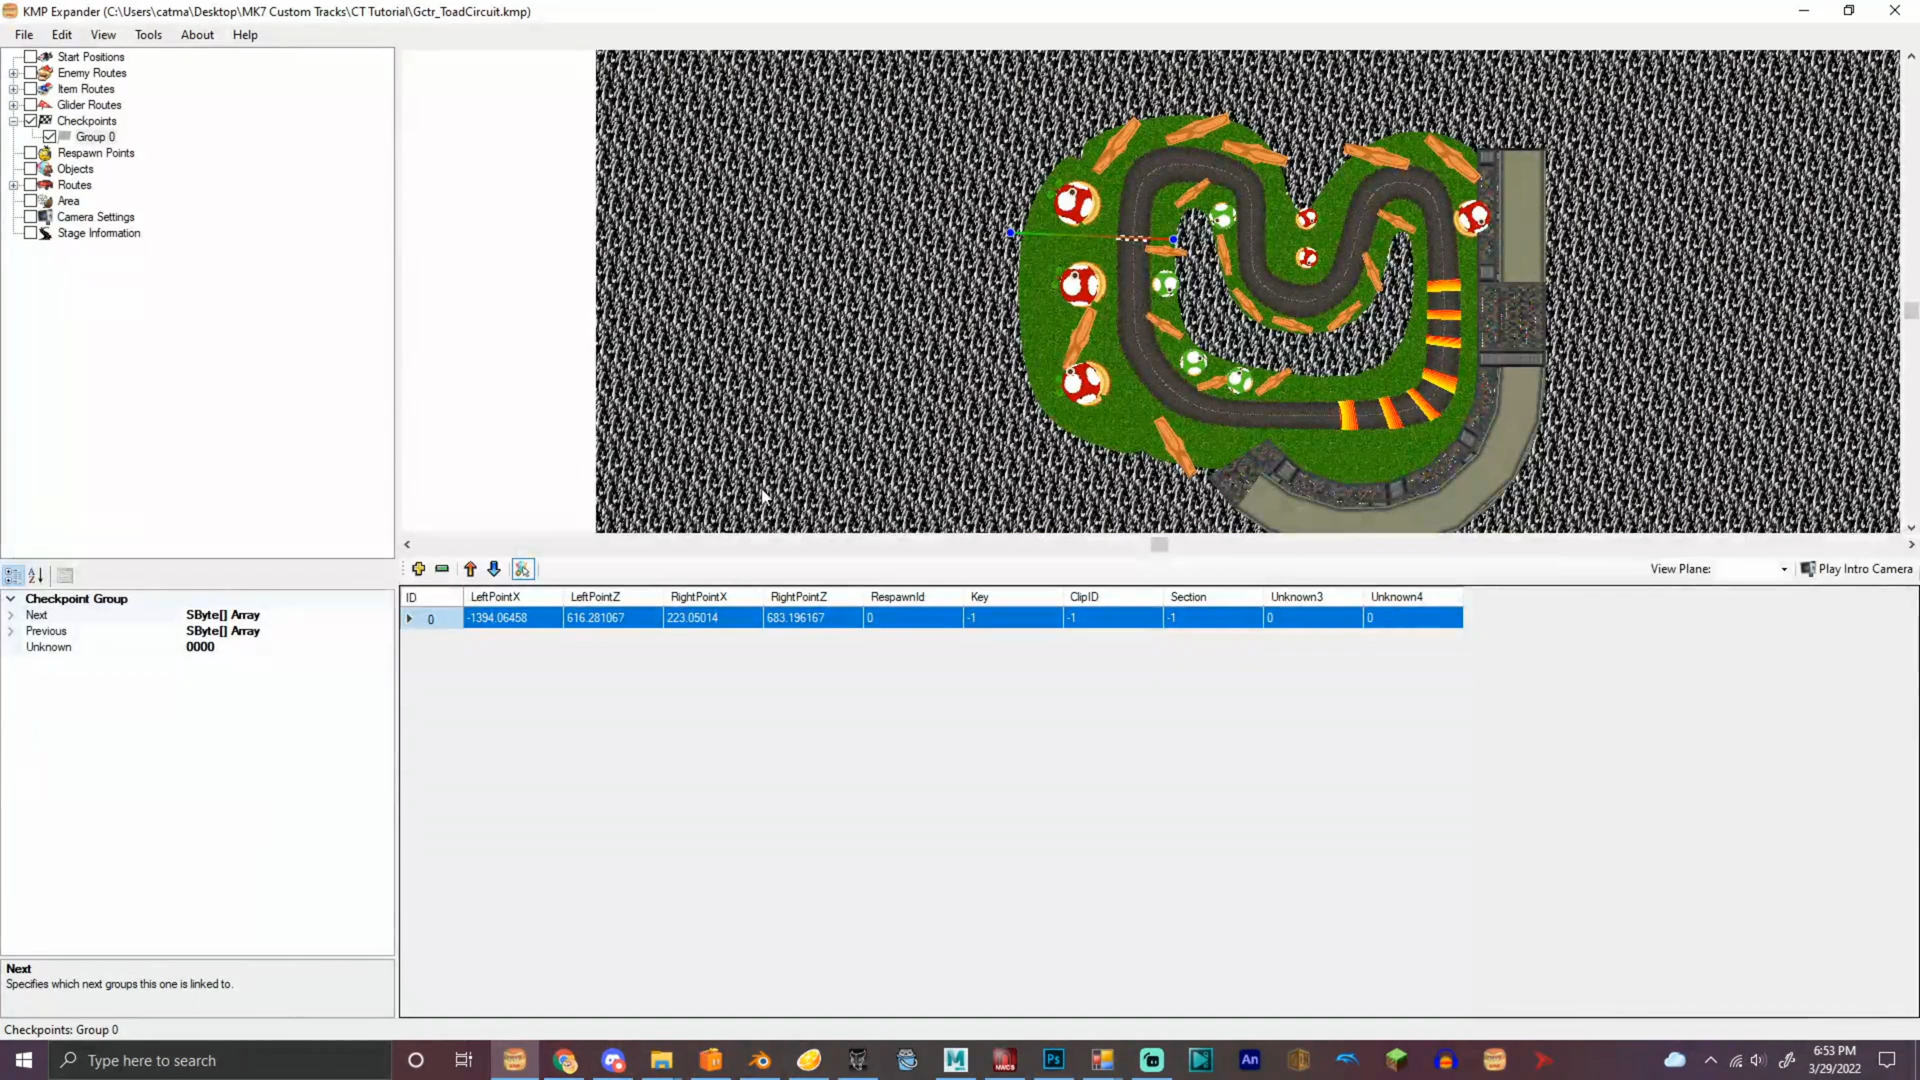 KMP Expander (C:\Users\catma\Desktop\MK7 Custom Tracks\CT Tutorial\Gctr_ToadCircuit.kmp)
File Edit View Tools About Help
Start Positions
Enemy Routes
Item Routes
Glider Routes
Checkpoints
Group 0
Respawn Points
Objects
Routes
Area
Camera Settings
Stage Information
View Plane: Play Intro Camera
Checkpoint Group
Next SByte[] Array
Previous SByte[] Array
Unknown 0000
ID LeftPointX LeftPointZ RightPointX RightPointZ RespawnId Key ClipID Section Unknown3 Unknown4
0 -1394.06458 616.281067 223.05014 683.196167 0 -1 -1 -1 0 0
Next
Specifies which next groups this one is linked to.
Checkpoints: Group 0
Type here to search
6:53 PM
3/29/2022